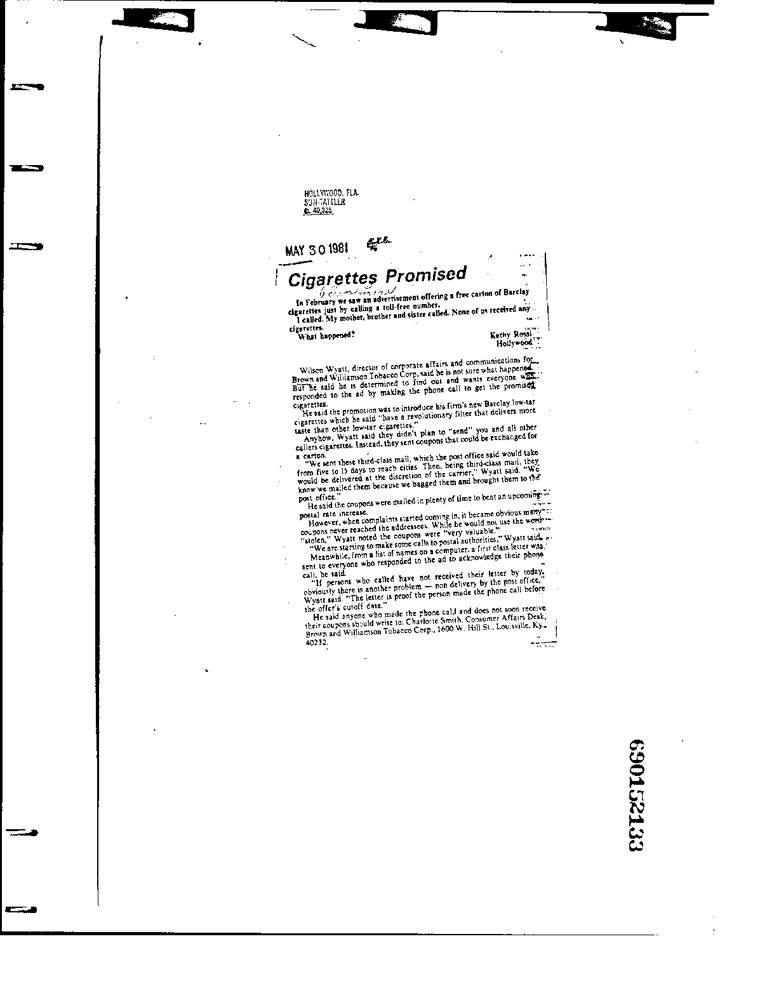 HOLLYWOOD, FLA.
SUN-TATTLER
D. 40,325
MAY 30 1981
Cigarettes Promised
In February we saw an advertisement offering a free carton of Barclay
cigarettes just by calling a toll-free number.
I called. My mother, brother and sister called. None of us received any
cigarettes.
What happened?
Kathy Rossi
Hollywood
Wilson Wyatt, director of corporate affairs and communications for
Brown and Williamson Tobacco Corp., said he is not sure what happened.
But he said he is determined to find out and wants everyone who
responded to the ad by making the phone call to get the promised
cigarettes.
He said the promotion was to introduce his firm's new Barclay low-tar
cigarettes which he said "have a revolutionary filter that delivers more
taste than other low-tar cigarettes."
Anyhow, Wyatt said they didn't plan to "send" you and all other
callers cigarettes. Instead, they sent coupons that could be exchanged for
a carton.
"We sent these third-class mail, which the post office said would take
from five to 15 days to reach cities. Then, being third-class mail, they
would be delivered at the discretion of the carrier," Wyatt said. "We
know we mailed them because we bagged them and brought them to the
post office."
He said the coupons were mailed in plenty of time to beat an upcoming
postal rate increase.
However, when complaints started coming in, it became obvious many
coupons never reached the addressees. While he would not use the word
"stolen," Wyatt noted the coupons were "very valuable."
"We are starting to make some calls to postal authorities," Wyatt said.
Meanwhile, from a list of names on a computer, a first class letter was
sent to everyone who responded to the ad to acknowledge their phone
call, he said.
"If persons who called have not received their letter by today,
obviously there is another problem — non delivery by the post office,"
Wyatt said. "The letter is proof the person made the phone call before
the offer's cutoff date."
He said anyone who made the phone call and does not soon receive
their coupons should write to: Charlotte Smith, Consumer Affairs Desk,
Brown and Williamson Tobacco Corp., 1600 W. Hill St., Louisville, Ky.,
40232.
690152133